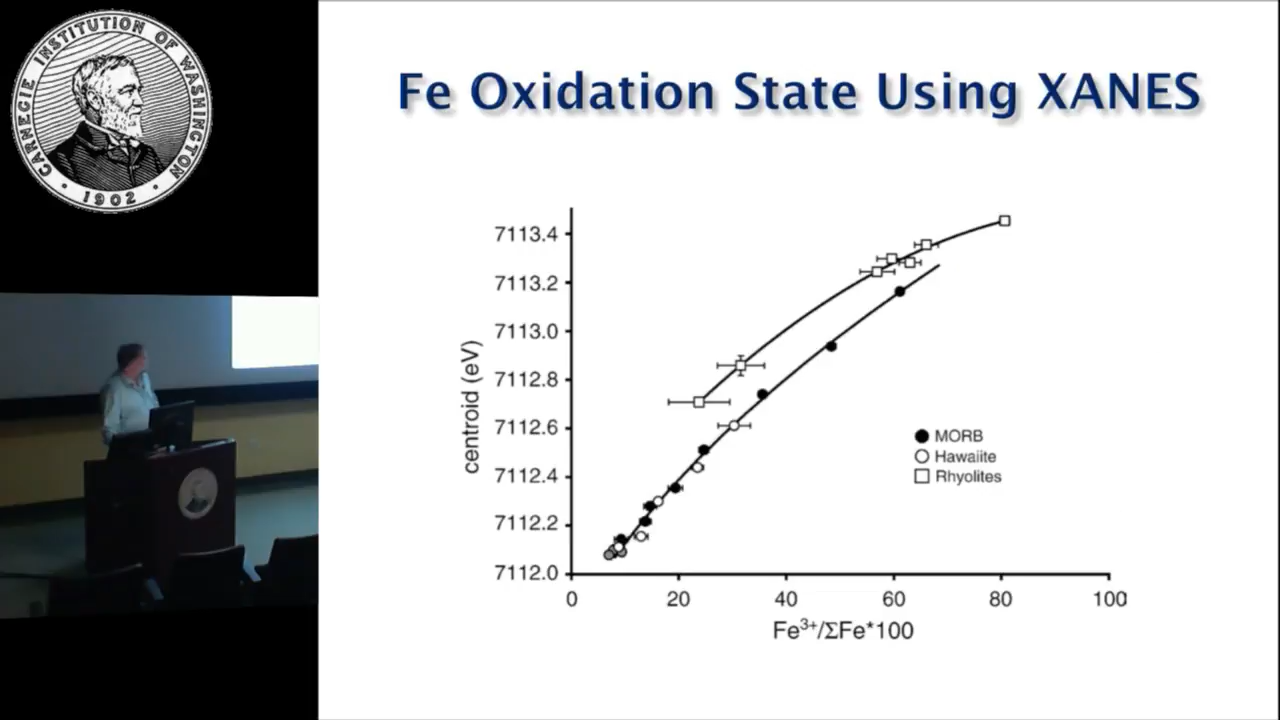 CARNEGIE INSTITUTION OF WASHINGTON
· 1902 ·
Fe Oxidation State Using XANES
centroid (eV)
7113.4
7113.2
7113.0
7112.8
7112.6
7112.4
7112.2
7112.0
MORB
Hawaiite
Rhyolites
0 20 40 60 80 100
Fe³⁺/ΣFe*100